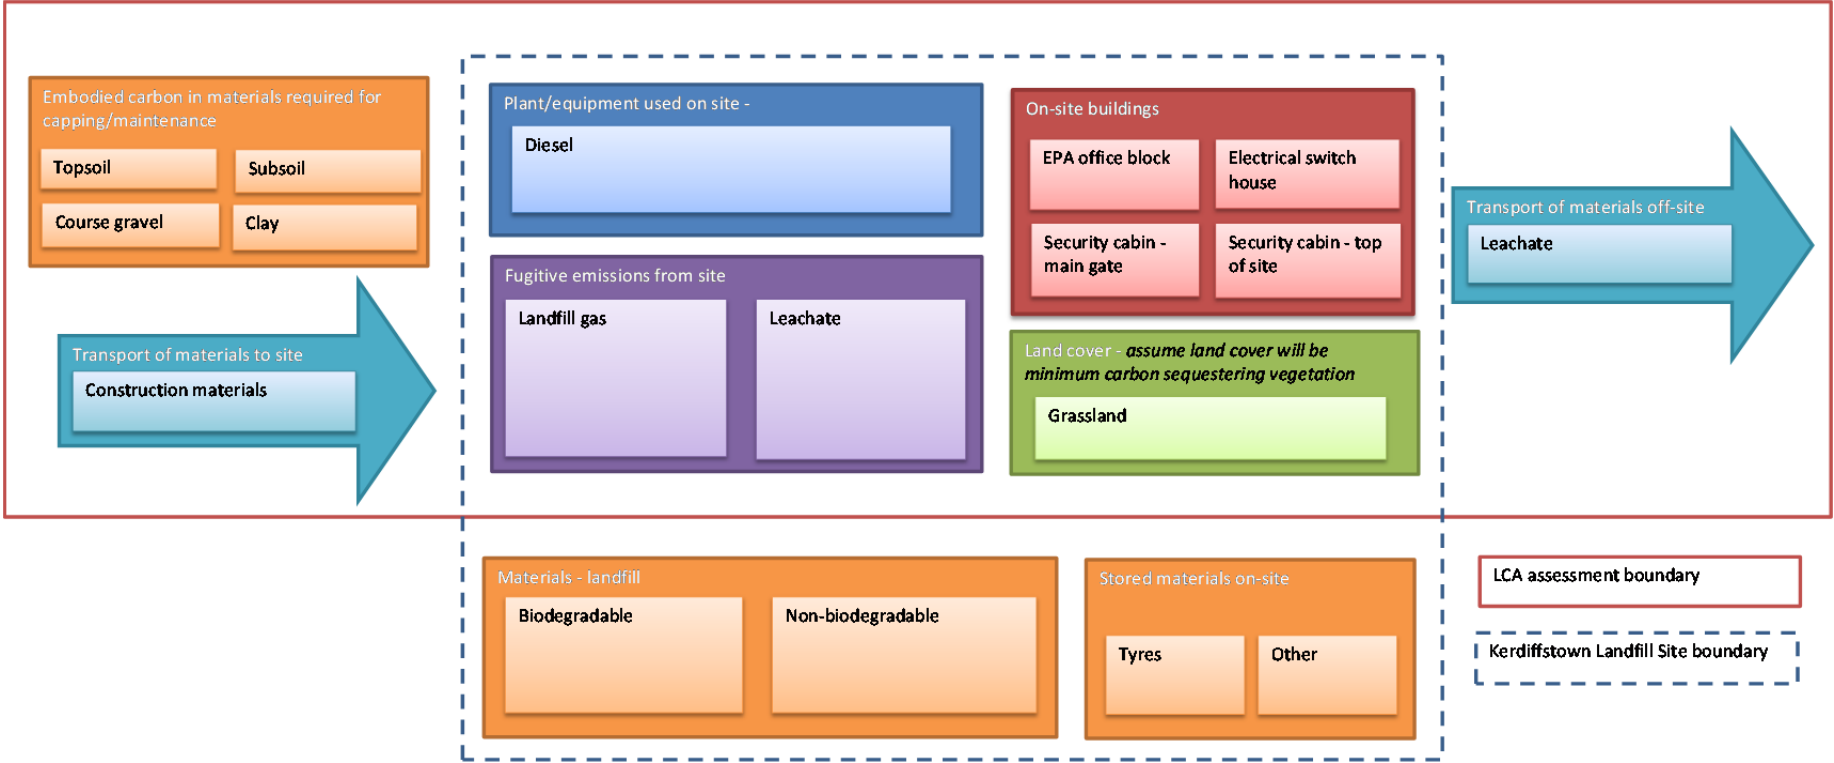 Embodied carbon in materials required for
capping/maintenance
Topsoil
Subsoil
Course gravel
Clay
Transport of materials to site
Construction materials
Plant/equipment used on site -
Diesel
Fugitive emissions from site
Landfill gas
Leachate
On-site buildings
EPA office block
Electrical switch
house
Security cabin -
main gate
Security cabin - top
of site
Land cover - assume land cover will be
minimum carbon sequestering vegetation
Grassland
Transport of materials off-site
Leachate
Materials - landfill
Biodegradable
Non-biodegradable
Stored materials on-site
Tyres
Other
LCA assessment boundary
Kerdiffstown Landfill Site boundary